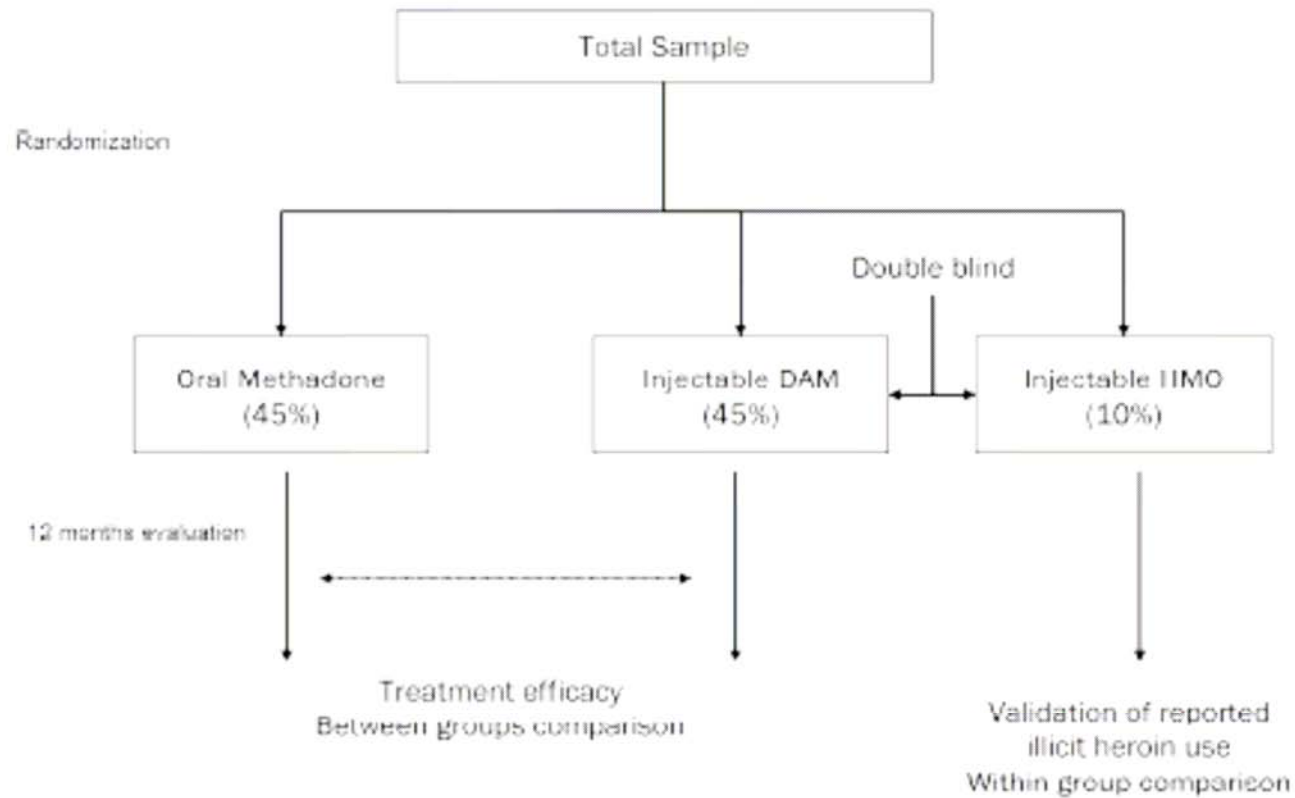 Total Sample
Randomization
Double blind
Oral Methadone
(45%)
Injectable DAM
(45%)
Injectable HMO
(10%)
12 months evaluation
Treatment efficacy
Between groups comparison
Validation of reported
illicit heroin use
Within group comparison